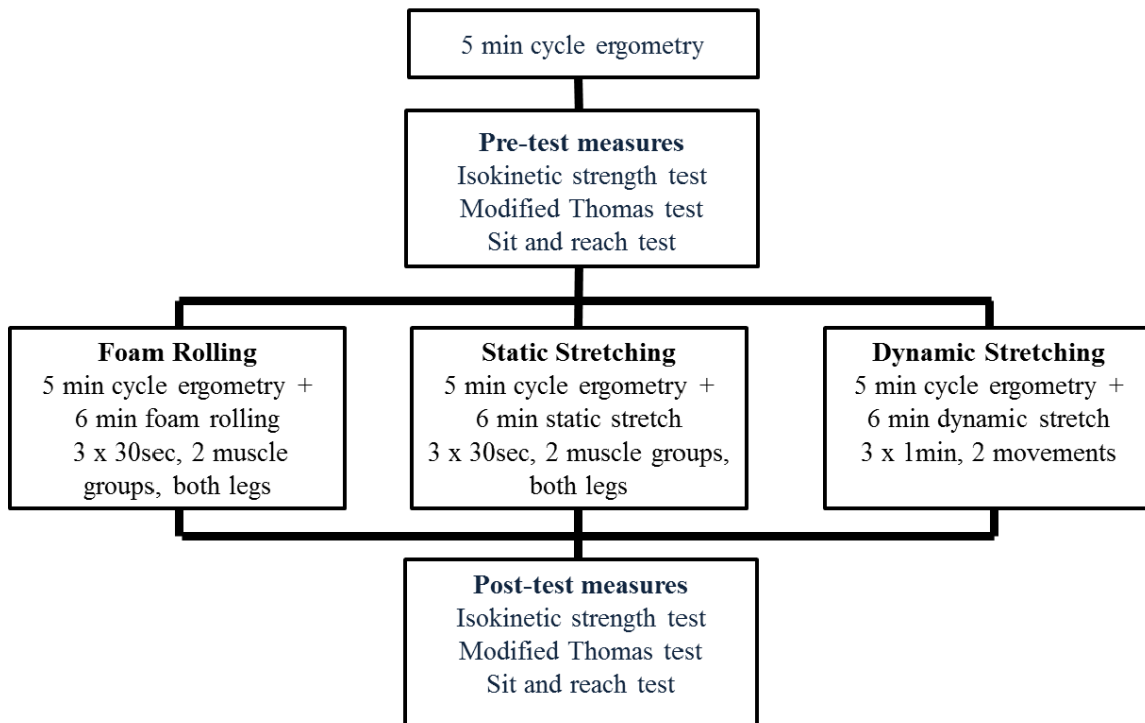 5 min cycle ergometry
Pre-test measures
Isokinetic strength test
Modified Thomas test
Sit and reach test
Foam Rolling
5 min cycle ergometry +
6 min foam rolling
3 x 30sec, 2 muscle
groups, both legs
Static Stretching
5 min cycle ergometry +
6 min static stretch
3 x 30sec, 2 muscle groups,
both legs
Dynamic Stretching
5 min cycle ergometry +
6 min dynamic stretch
3 x 1min, 2 movements
Post-test measures
Isokinetic strength test
Modified Thomas test
Sit and reach test